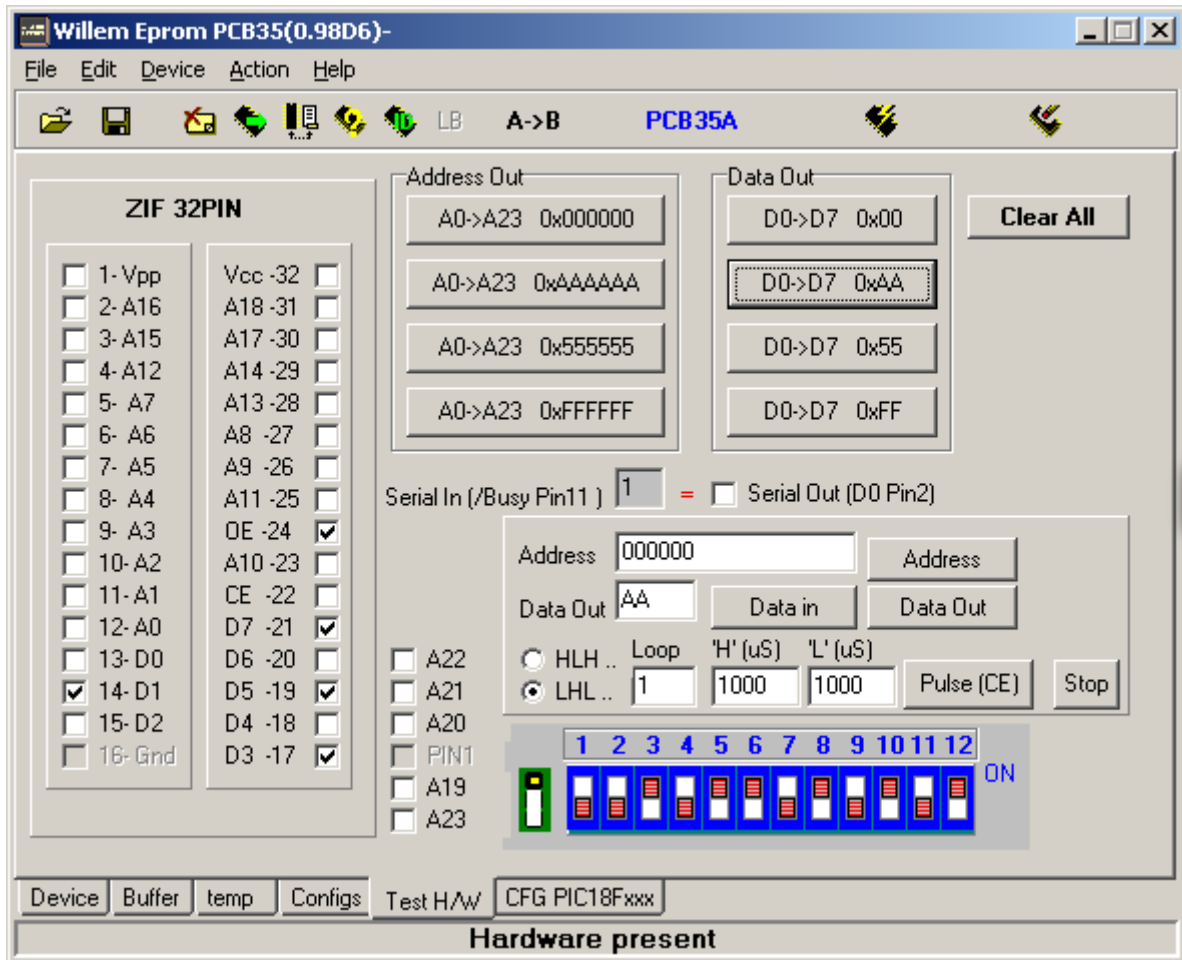 Willem Eprom PCB35(0.98D6)-
File Edit Device Action Help
LB A->B PCB35A
ZIF 32PIN
1- Vpp Vcc -32
2- A16 A18 -31
3- A15 A17 -30
4- A12 A14 -29
5- A7 A13 -28
6- A6 A8 -27
7- A5 A9 -26
8- A4 A11 -25
9- A3 OE -24
10- A2 A10 -23
11- A1 CE -22
12- A0 D7 -21
13- D0 D6 -20
14- D1 D5 -19
15- D2 D4 -18
16- Gnd D3 -17
A22
A21
A20
PIN1
A19
A23
Address Out
A0->A23 0x000000
A0->A23 0xAAAAAA
A0->A23 0x555555
A0->A23 0xFFFFFF
Data Out
D0->D7 0x00
D0->D7 0xAA
D0->D7 0x55
D0->D7 0xFF
Clear All
Serial In (/Busy Pin11 ) 1 = Serial Out (D0 Pin2)
Address 000000 Address
Data Out AA Data in Data Out
Loop 'H' (uS) 'L' (uS)
HLH ..
LHL .. 1 1000 1000 Pulse (CE) Stop
1 2 3 4 5 6 7 8 9 10 11 12
ON
Device Buffer temp Configs Test H/W CFG PIC18Fxxx
Hardware present